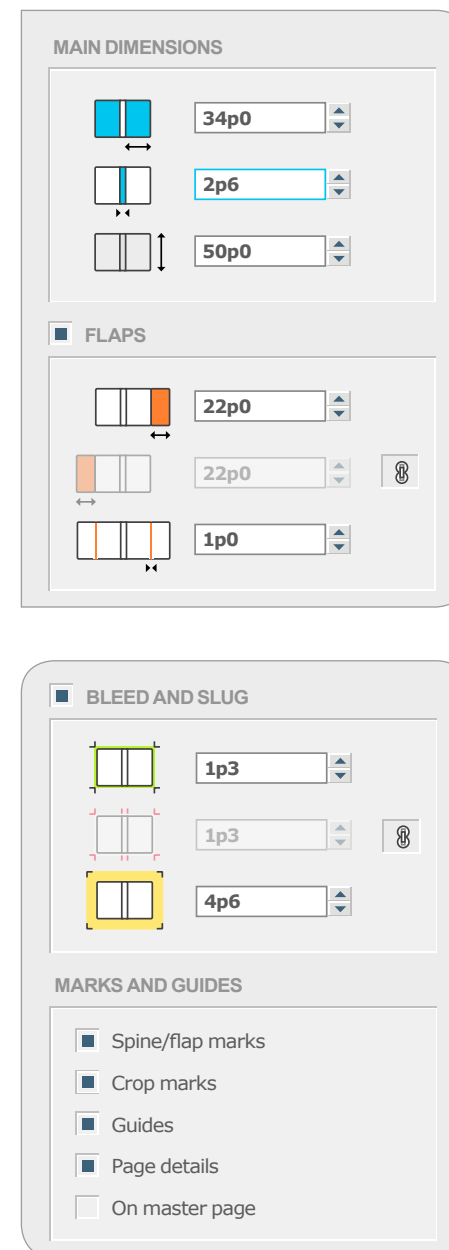 MAIN DIMENSIONS
34p0
2p6
50p0
FLAPS
22p0
22p0
1p0
BLEED AND SLUG
1p3
1p3
4p6
MARKS AND GUIDES
Spine/flap marks
Crop marks
Guides
Page details
On master page